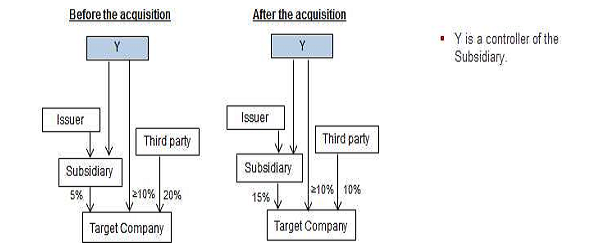 Before the acquisition
After the acquisition
Y
Y
▪ Y is a controller of the
Subsidiary.
Issuer
Issuer
Third party
Third party
Subsidiary
Subsidiary
5%
≥10%
20%
15%
≥10%
10%
Target Company
Target Company